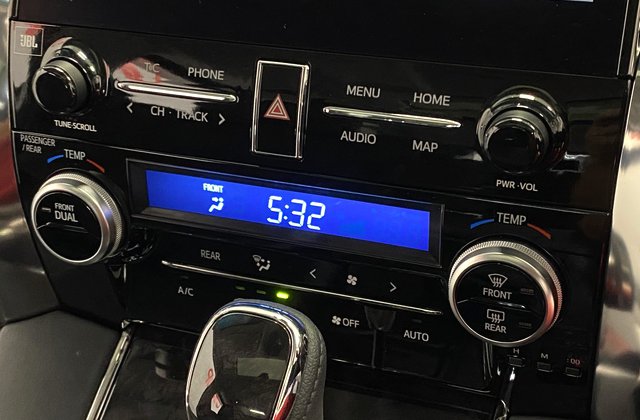 JBL
PHONE
MENU
HOME
CH · TRACK
AUDIO
MAP
TUNE·SCROLL
PWR·VOL
PASSENGER
/ REAR
TEMP
FRONT
5:32
TEMP
FRONT
DUAL
REAR
FRONT
REAR
A/C
OFF
AUTO
H
M
:00